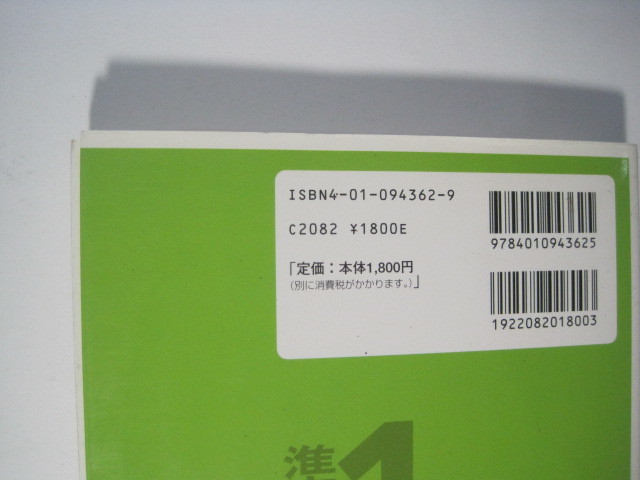 ISBN4-01-094362-9
C2082 ¥1800E
「定価：本体1,800円
（別に消費税がかかります。）」
9784010943625
1922082018003
準1